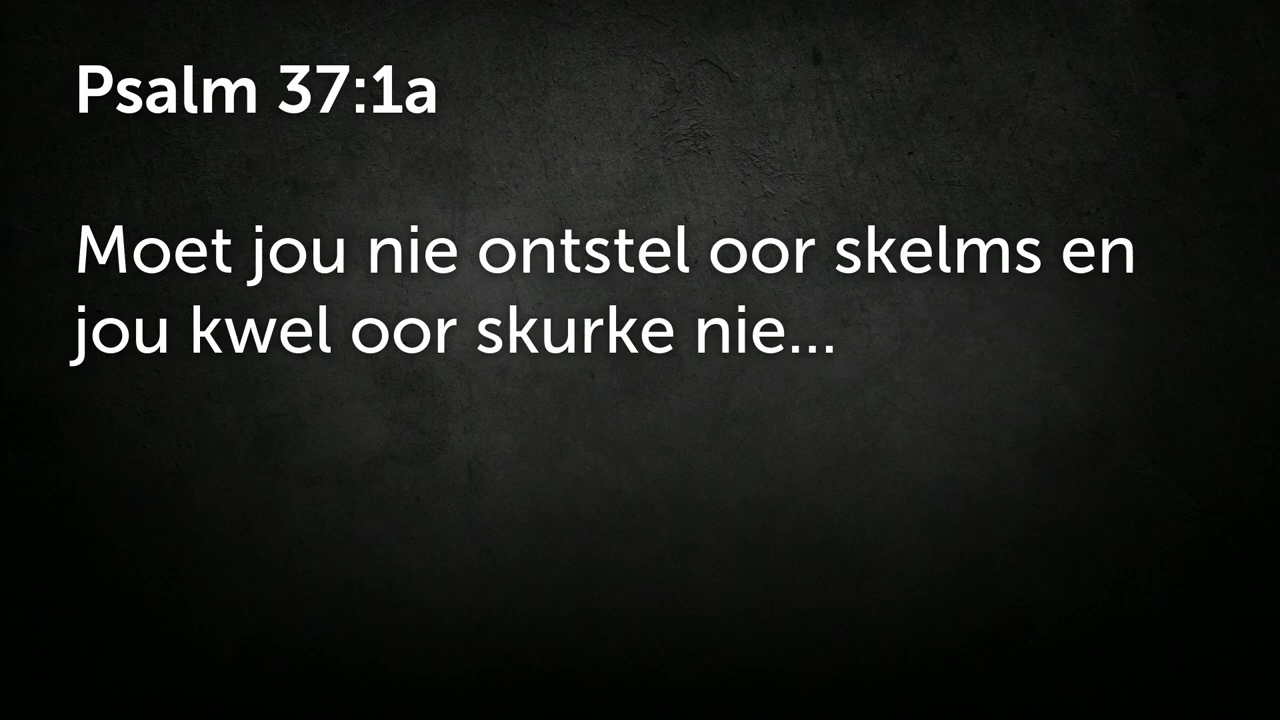 Psalm 37:1a
Moet jou nie ontstel oor skelms en
jou kwel oor skurke nie...